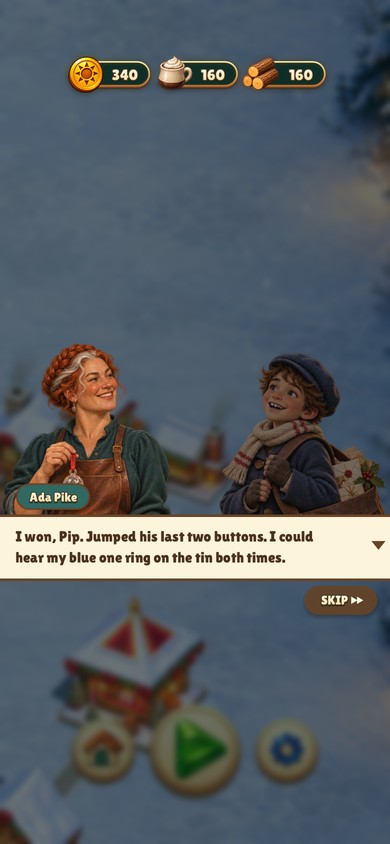 340
160
160
Ada Pike
I won, Pip. Jumped his last two buttons. I could
hear my blue one ring on the tin both times.
SKIP